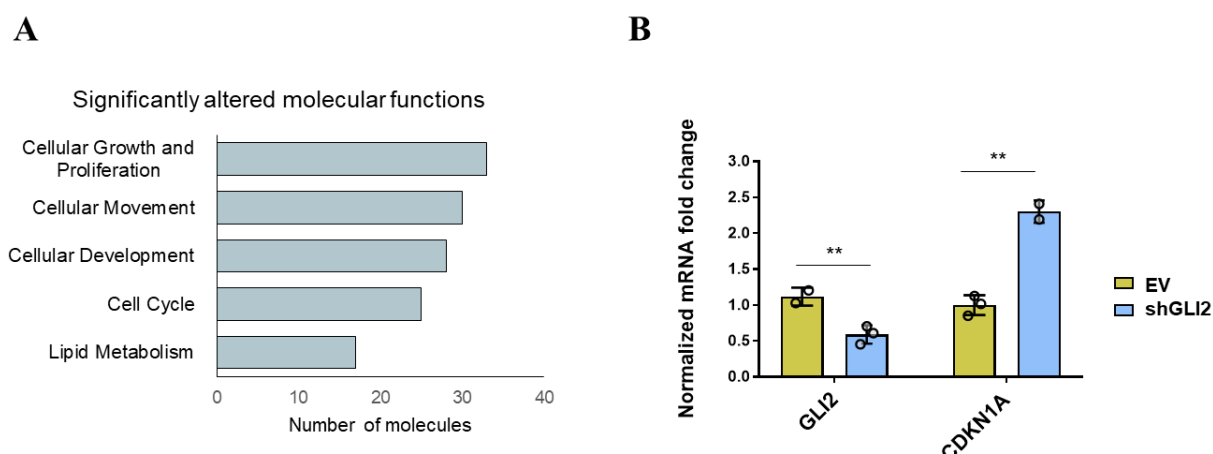 A
B
Significantly altered molecular functions
Cellular Growth and
Proliferation
Cellular Movement
Cellular Development
Cell Cycle
Lipid Metabolism
0 10 20 30 40
Number of molecules
Normalized mRNA fold change
3.0
2.5
2.0
1.5
1.0
0.5
0.0
**
**
GLI2
CDKN1A
EV
shGLI2